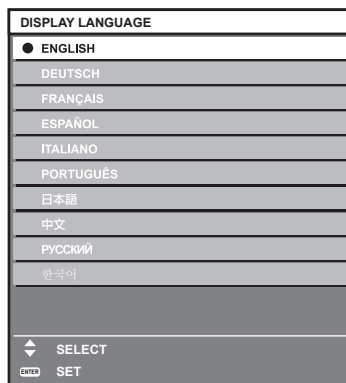 DISPLAY LANGUAGE
ENGLISH
DEUTSCH
FRANÇAIS
ESPAÑOL
ITALIANO
PORTUGUÊS
日本語
中文
РУССКИЙ
한국어
SELECT
ENTER SET